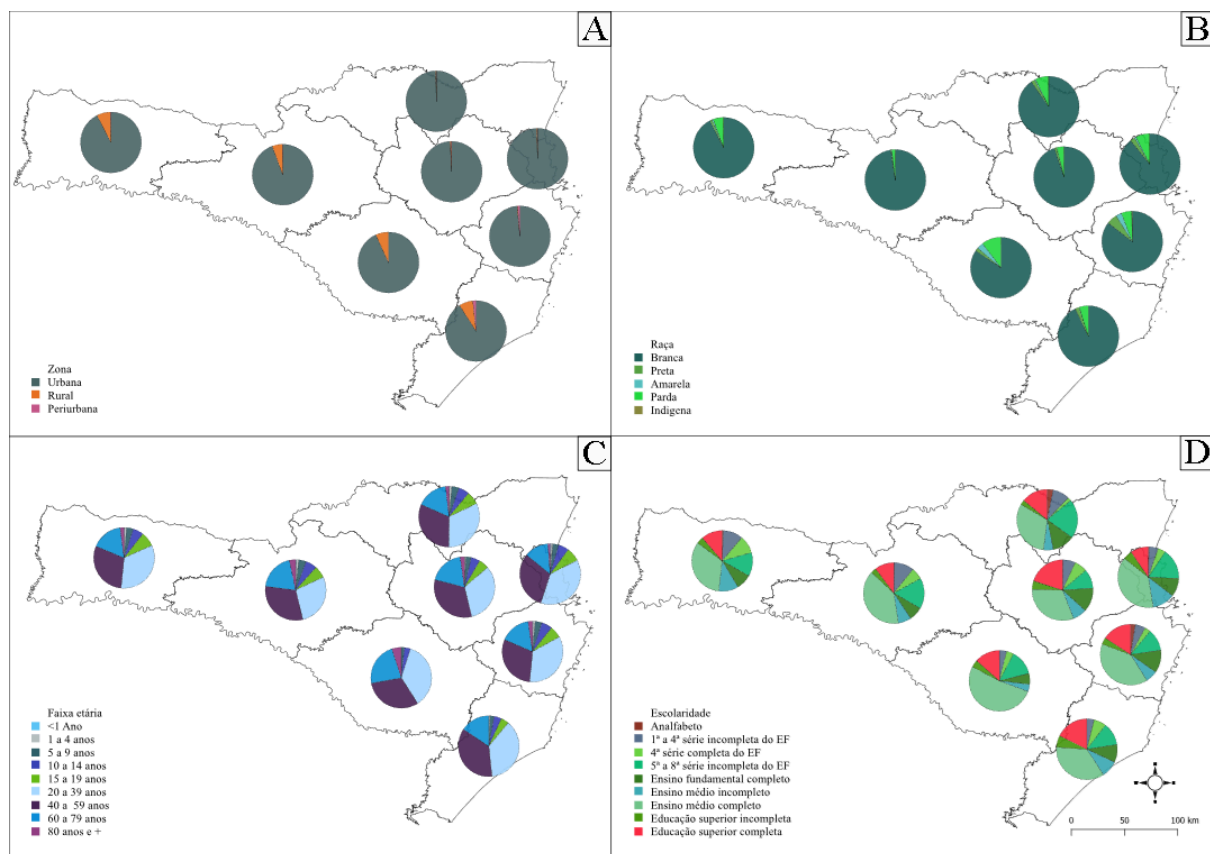 A
Zona
Urbana
Rural
Periurbana
B
Raça
Branca
Preta
Amarela
Parda
Indigena
C
Faixa etária
<1 Ano
1 a 4 anos
5 a 9 anos
10 a 14 anos
15 a 19 anos
20 a 39 anos
40 a 59 anos
60 a 79 anos
80 anos e +
D
Escolaridade
Analfabeto
1ª a 4ª série incompleta do EF
4ª série completa do EF
5ª a 8ª série incompleta do EF
Ensino fundamental completo
Ensino médio incompleto
Ensino médio completo
Educação superior incompleta
Educação superior completa
0 50 100 km